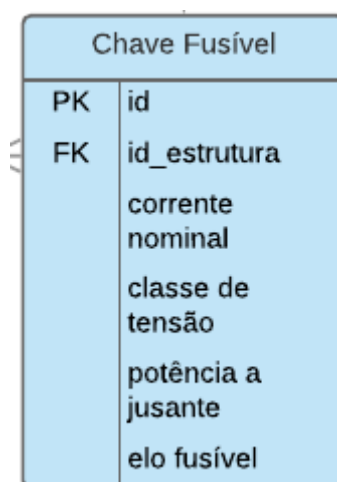 Chave Fusível
PK id
FK id_estrutura
corrente
nominal
classe de
tensão
potência a
jusante
elo fusível